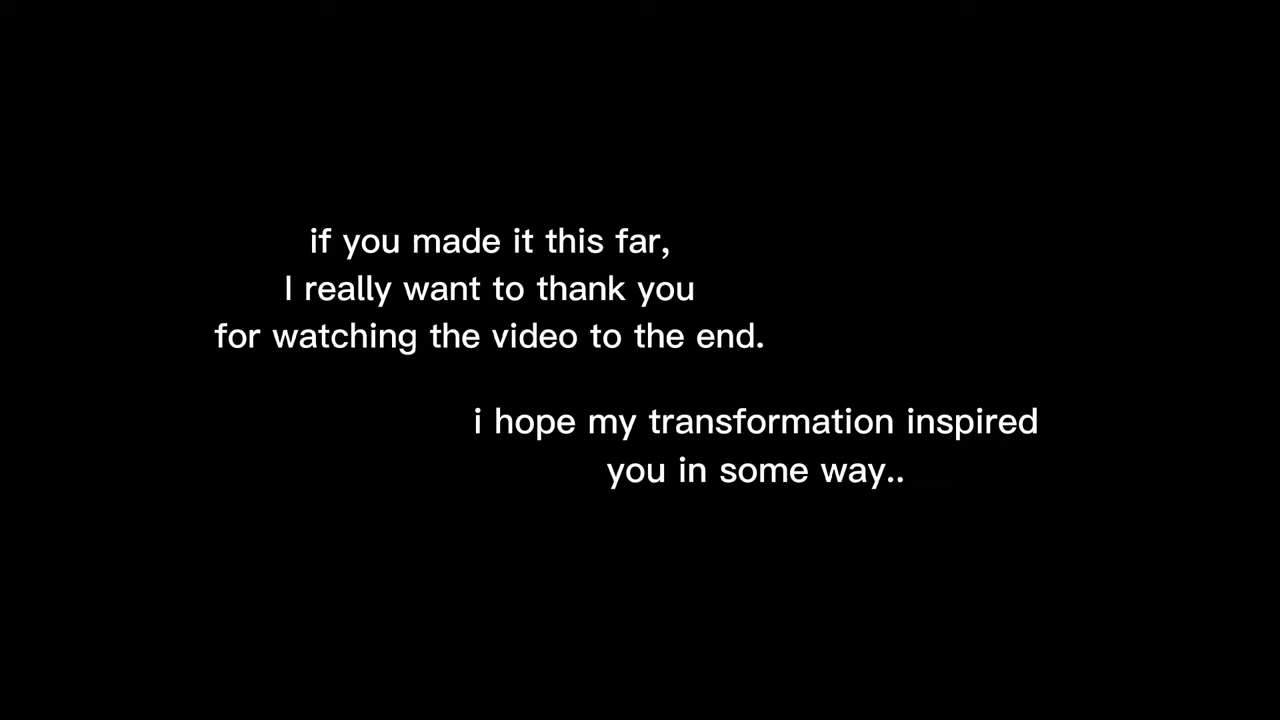 if you made it this far,
I really want to thank you
for watching the video to the end.
i hope my transformation inspired
you in some way..